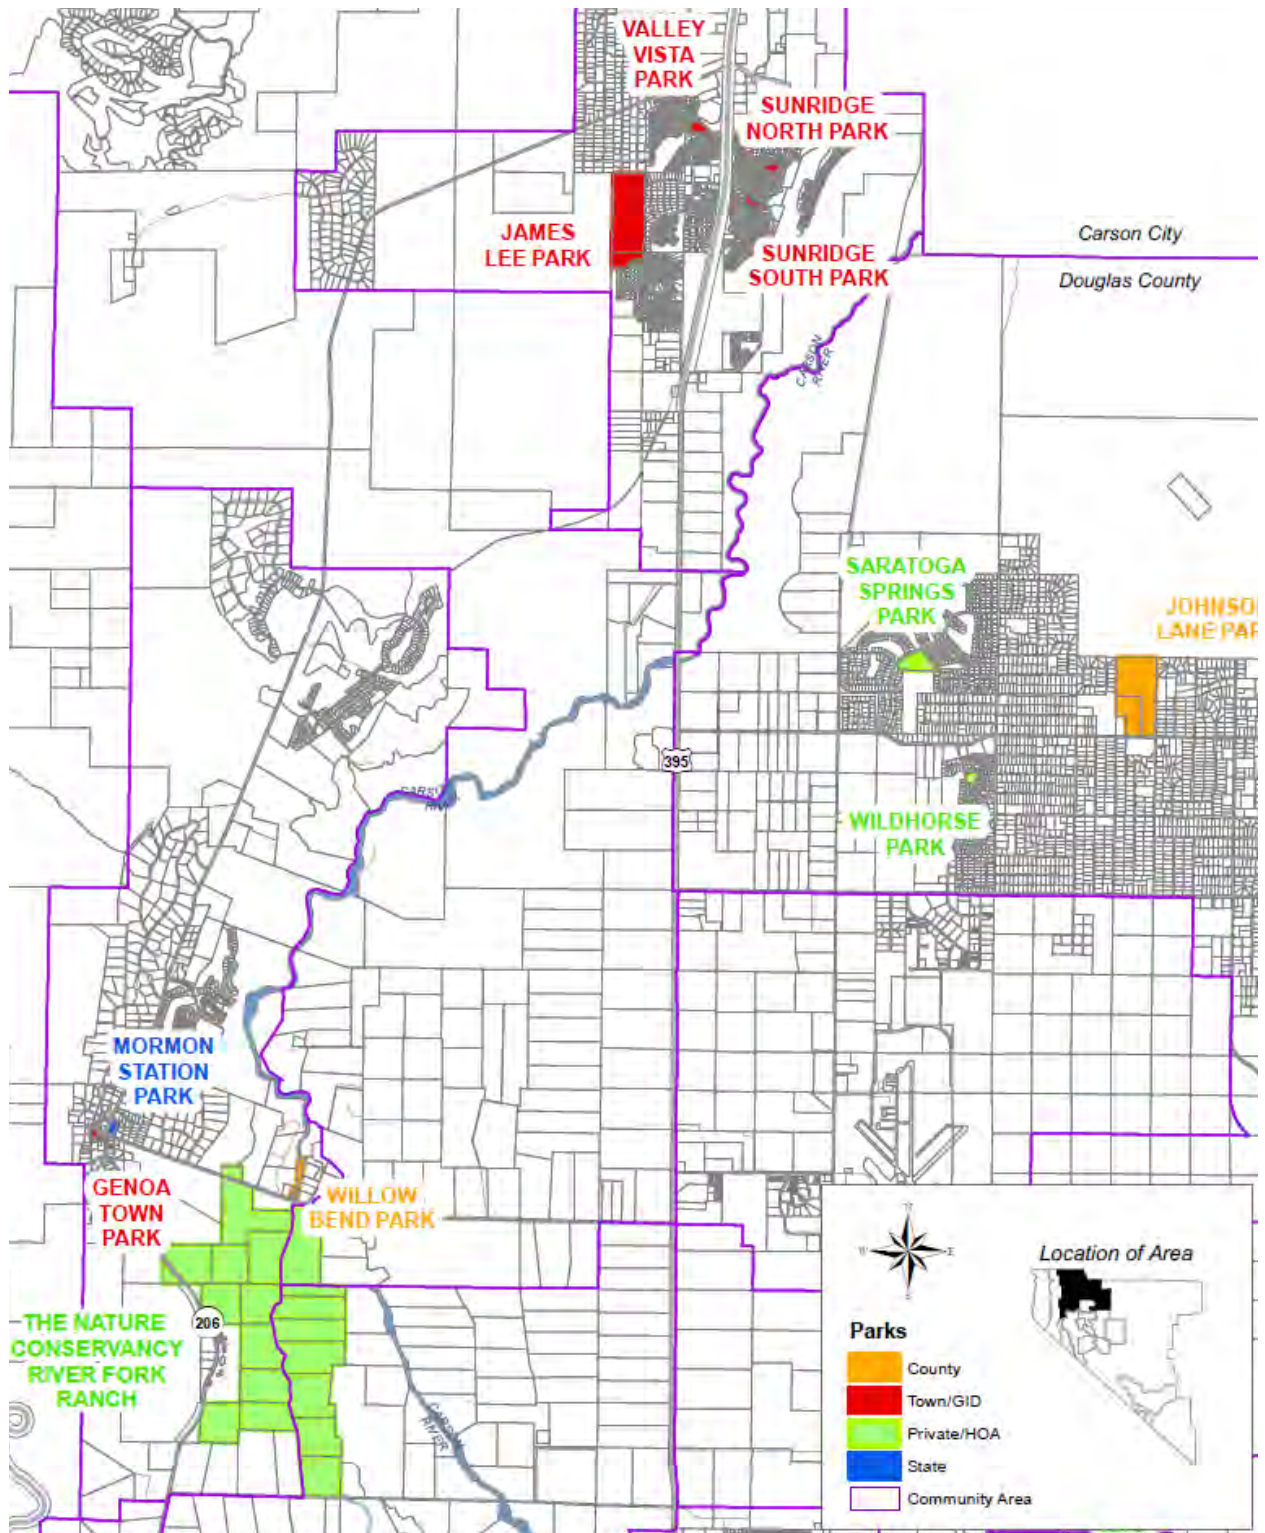 VALLEY
VISTA
PARK
SUNRIDGE
NORTH PARK
JAMES
LEE PARK
SUNRIDGE
SOUTH PARK
Carson City
Douglas County
CARSON
RIVER
SARATOGA
SPRINGS
PARK
JOHNSO
LANE PAR
395
CARS
RIV
WILDHORSE
PARK
MORMON
STATION
PARK
GENOA
TOWN
PARK
WILLOW
BEND PARK
THE NATURE
CONSERVANCY
RIVER FORK
RANCH
206
CARSON
RIVER
E
Location of Area
Parks
County
Town/GID
Private/HOA
State
Community Area